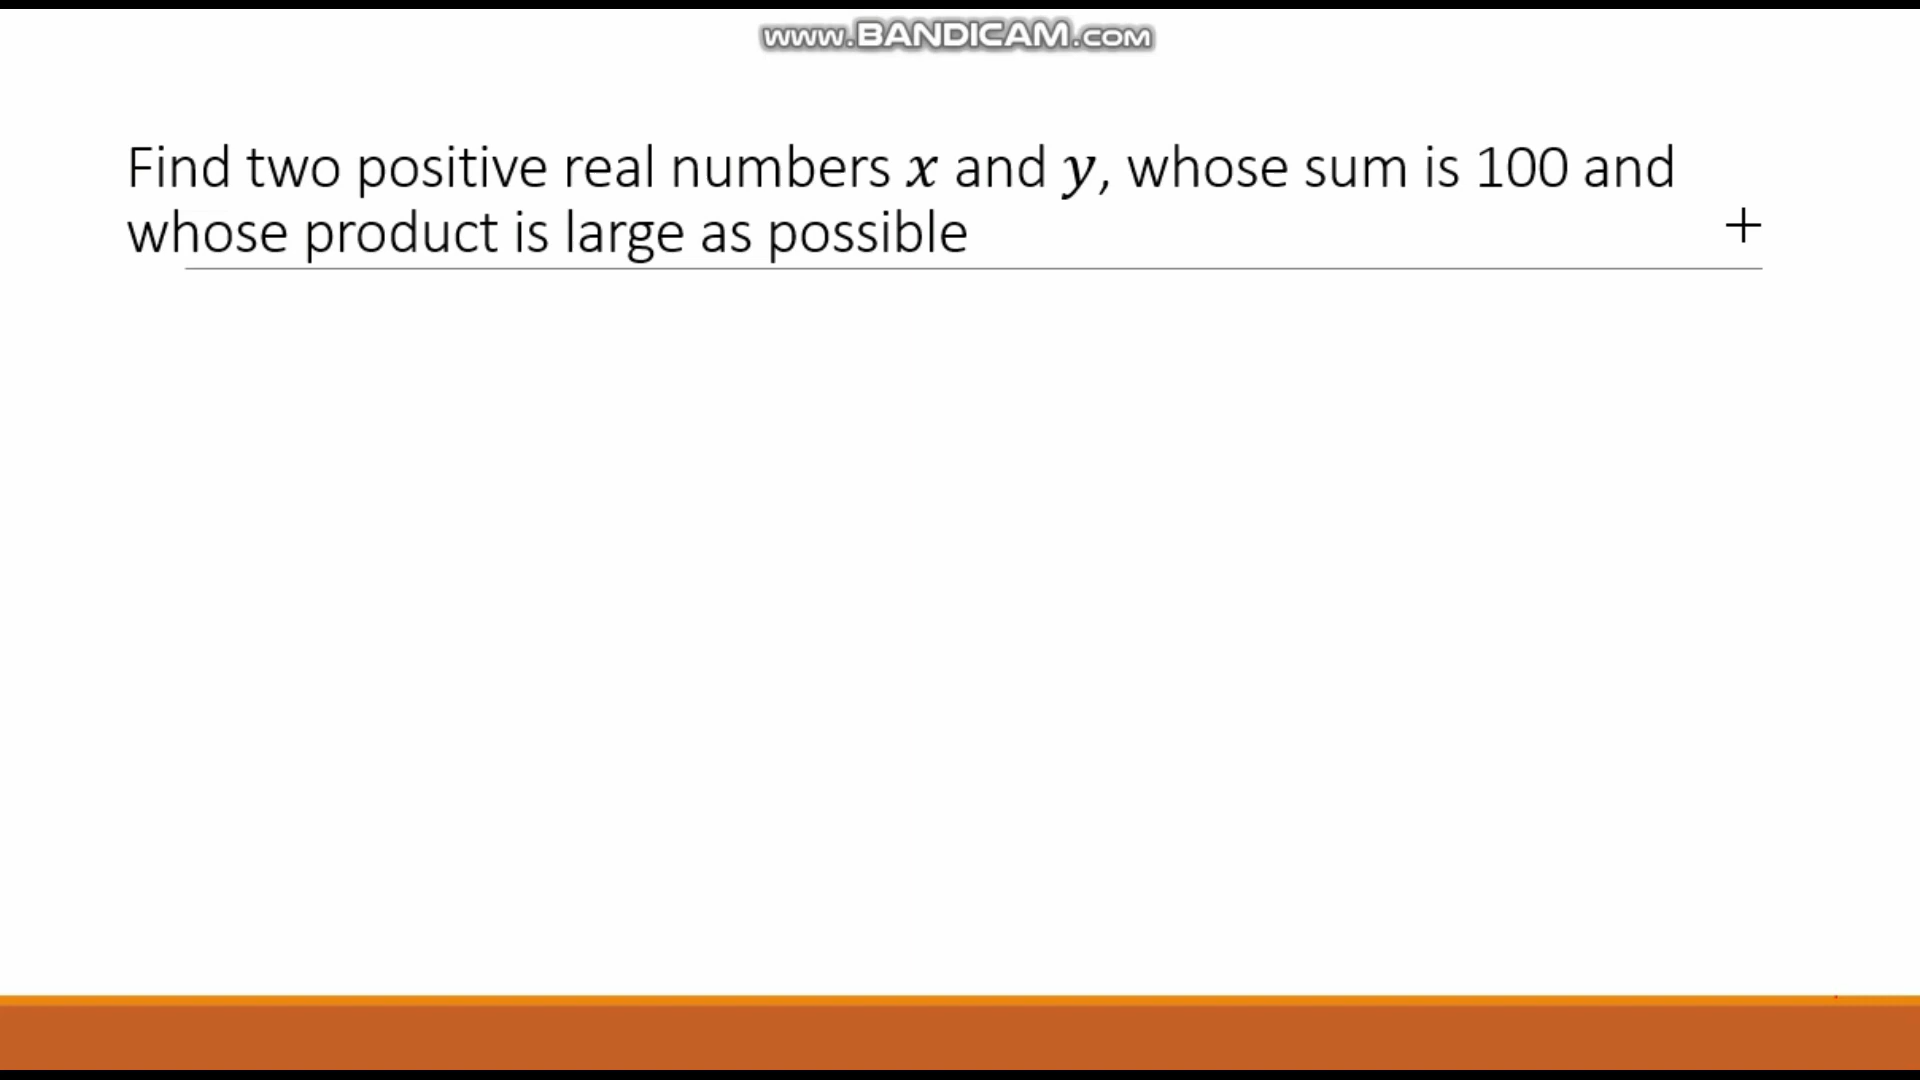 www.BANDICAM.com
Find two positive real numbers x and y, whose sum is 100 and
whose product is large as possible